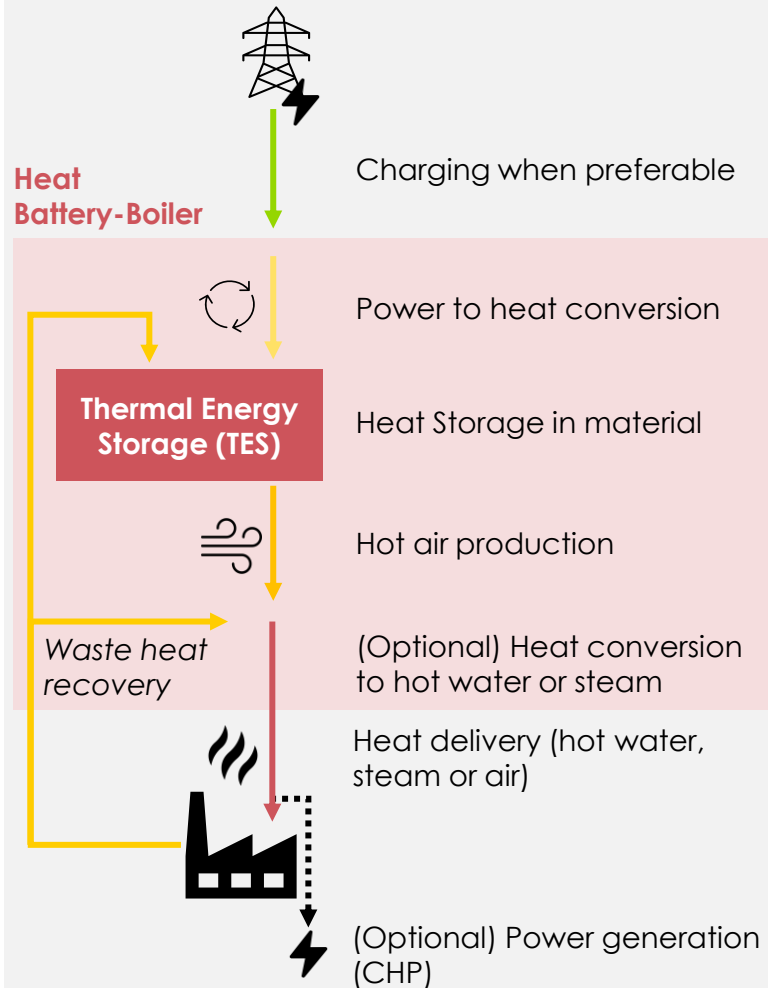 Charging when preferable
Heat
Battery-Boiler
Power to heat conversion
Thermal Energy
Storage (TES)
Heat Storage in material
Hot air production
Waste heat
recovery
(Optional) Heat conversion
to hot water or steam
Heat delivery (hot water,
steam or air)
(Optional) Power generation
(CHP)